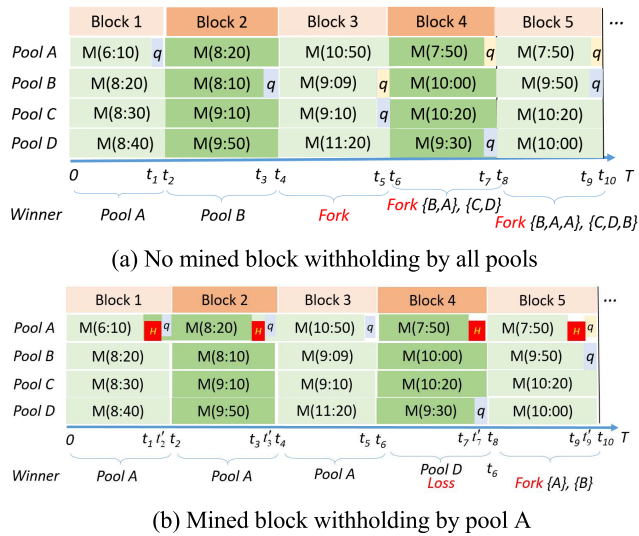 Block 1 Block 2 Block 3 Block 4 Block 5 ...
Pool A M(6:10) q M(8:20) M(10:50) M(7:50) q M(7:50) q
Pool B M(8:20) M(8:10) q M(9:09) q M(10:00) M(9:50) q
Pool C M(8:30) M(9:10) M(9:10) q M(10:20) M(10:20)
Pool D M(8:40) M(9:50) M(11:20) M(9:30) q M(10:00)
0 t1 t2 t3 t4 t5 t6 t7 t8 t9 t10 T
Winner Pool A Pool B Fork Fork {B,A}, {C,D} Fork {B,A,A}, {C,D,B}
(a) No mined block withholding by all pools
Block 1 Block 2 Block 3 Block 4 Block 5 ...
Pool A M(6:10) H q M(8:20) H q M(10:50) q M(7:50) H M(7:50) H q
Pool B M(8:20) M(8:10) M(9:09) M(10:00) M(9:50) q
Pool C M(8:30) M(9:10) M(9:10) M(10:20) M(10:20)
Pool D M(8:40) M(9:50) M(11:20) M(9:30) q M(10:00)
0 t1 t2 t3 t4 t5 t6 t7 t8 t9 t10 T
Winner Pool A Pool A Pool A Pool D t6 Fork {A}, {B}
Loss
(b) Mined block withholding by pool A